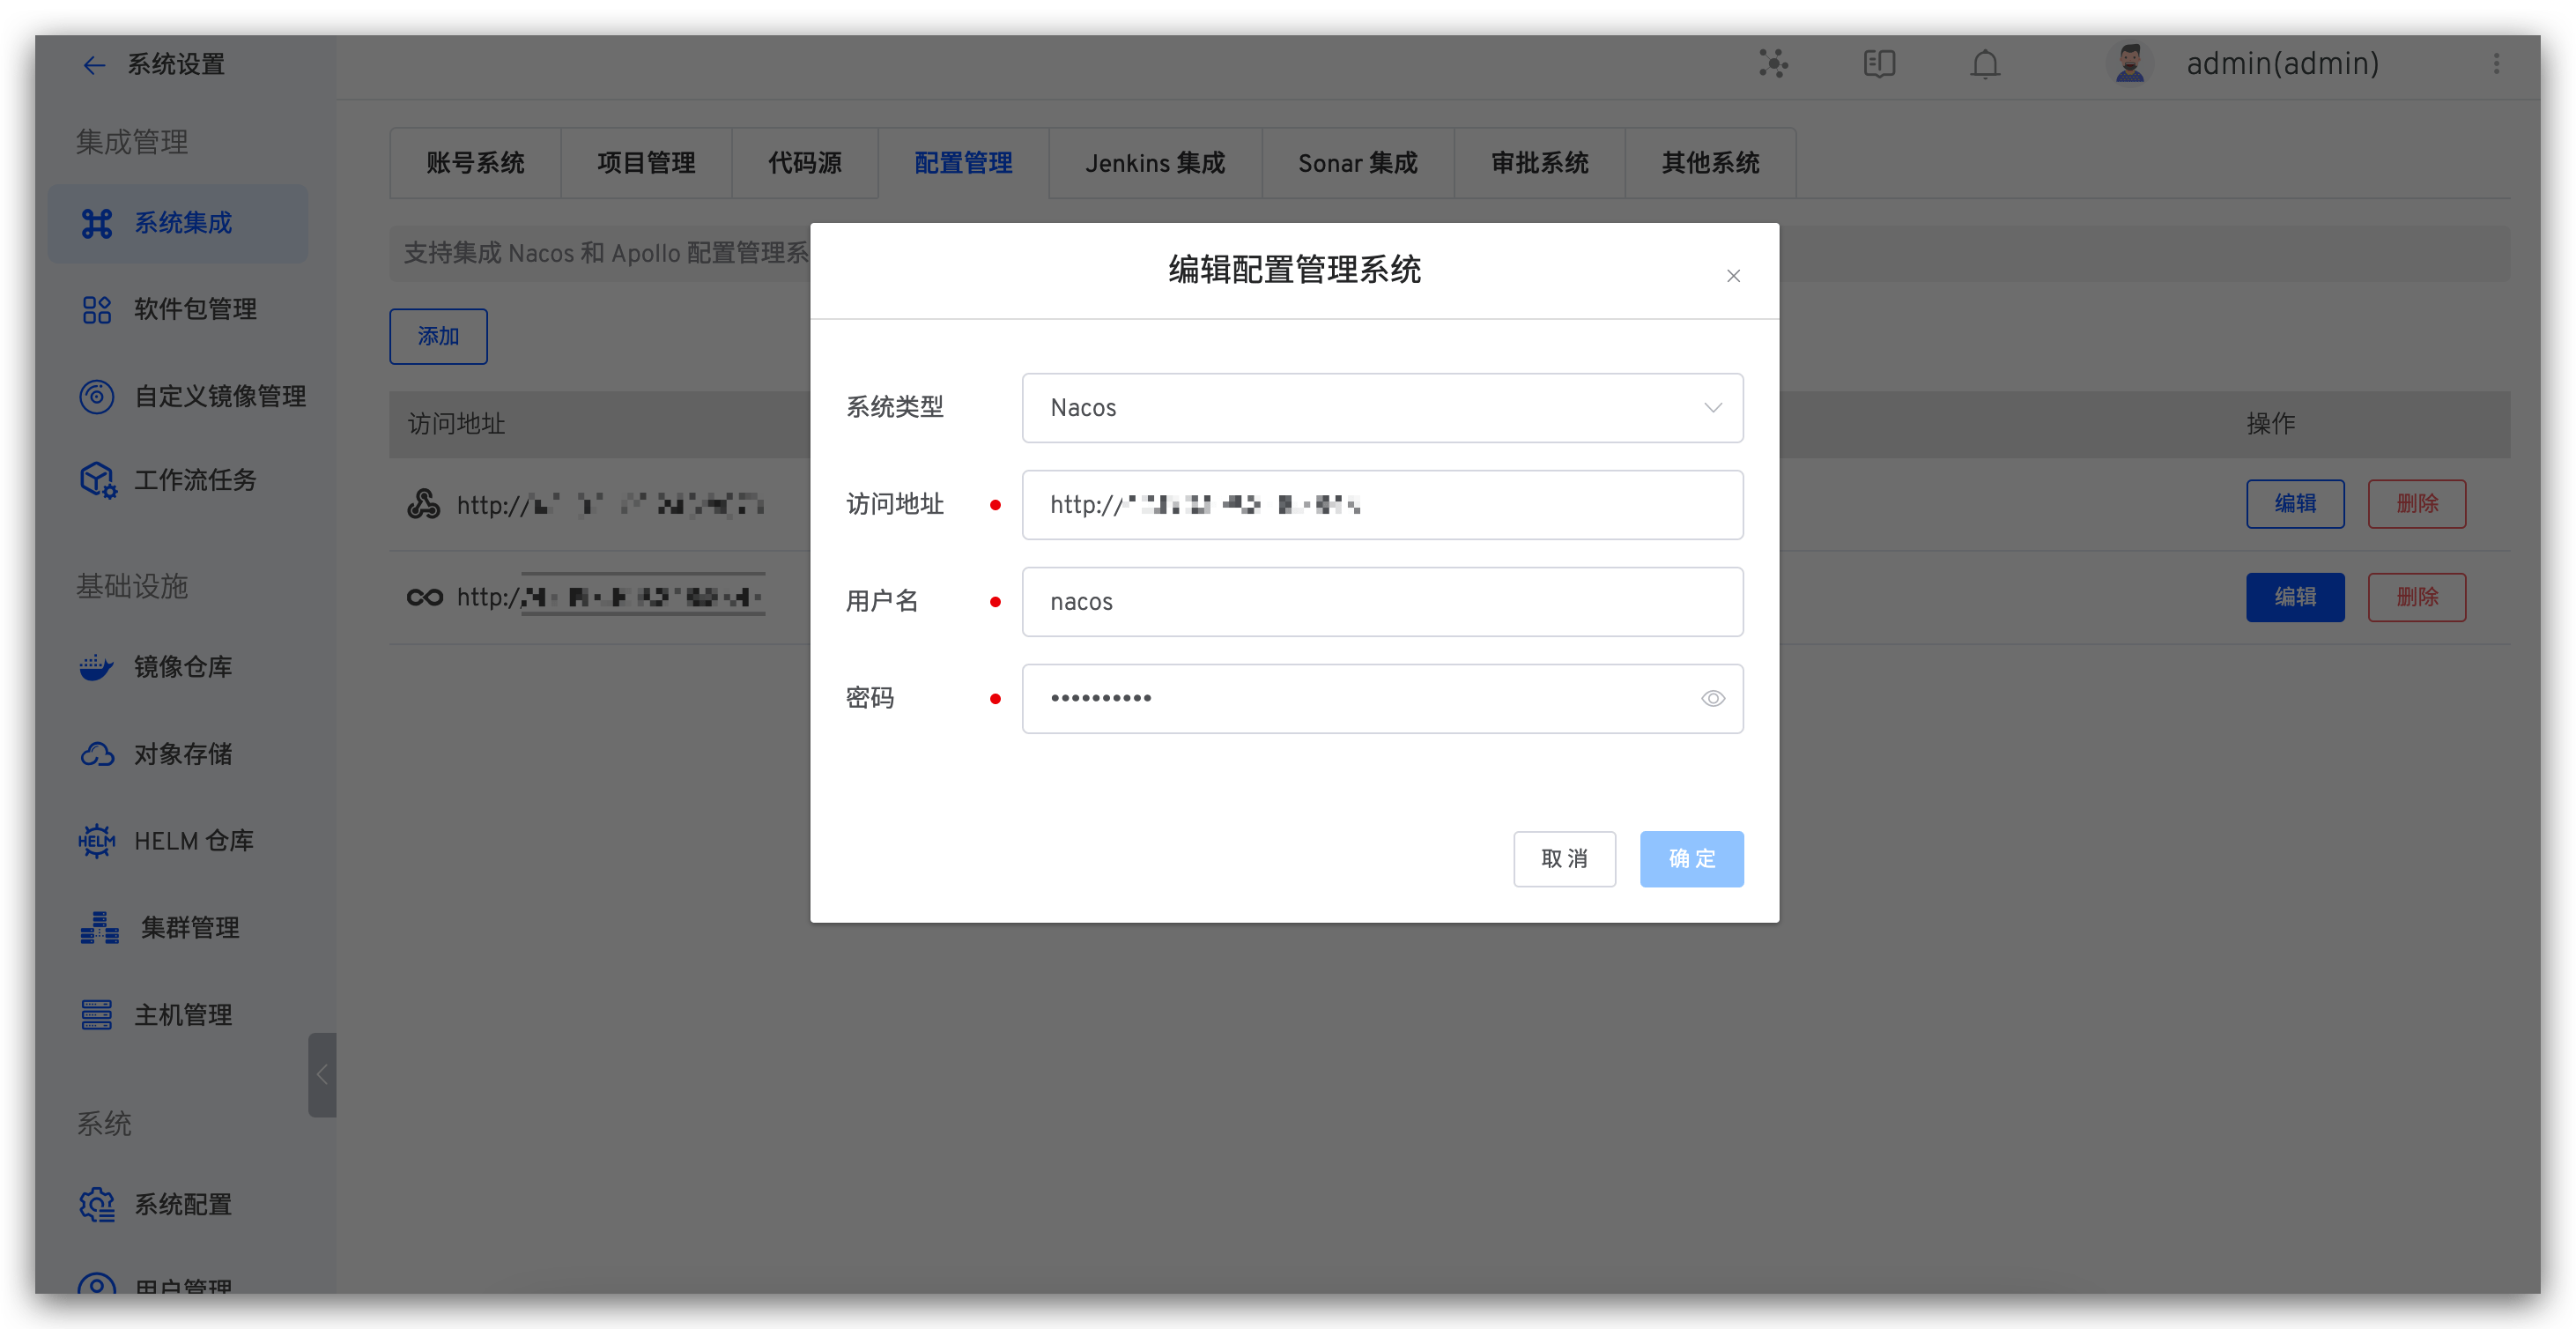 系统设置
admin(admin)
集成管理
系统集成
软件包管理
自定义镜像管理
工作流任务
基础设施
镜像仓库
对象存储
HELM 仓库
集群管理
主机管理
系统
系统配置
用户管理
账号系统
项目管理
代码源
配置管理
Jenkins 集成
Sonar 集成
审批系统
其他系统
支持集成 Nacos 和 Apollo 配置管理系
添加
访问地址
操作
http://
编辑
删除
http:/
编辑
删除
编辑配置管理系统
系统类型
Nacos
访问地址
http://
用户名
nacos
密码
••••••••••
取消
确定